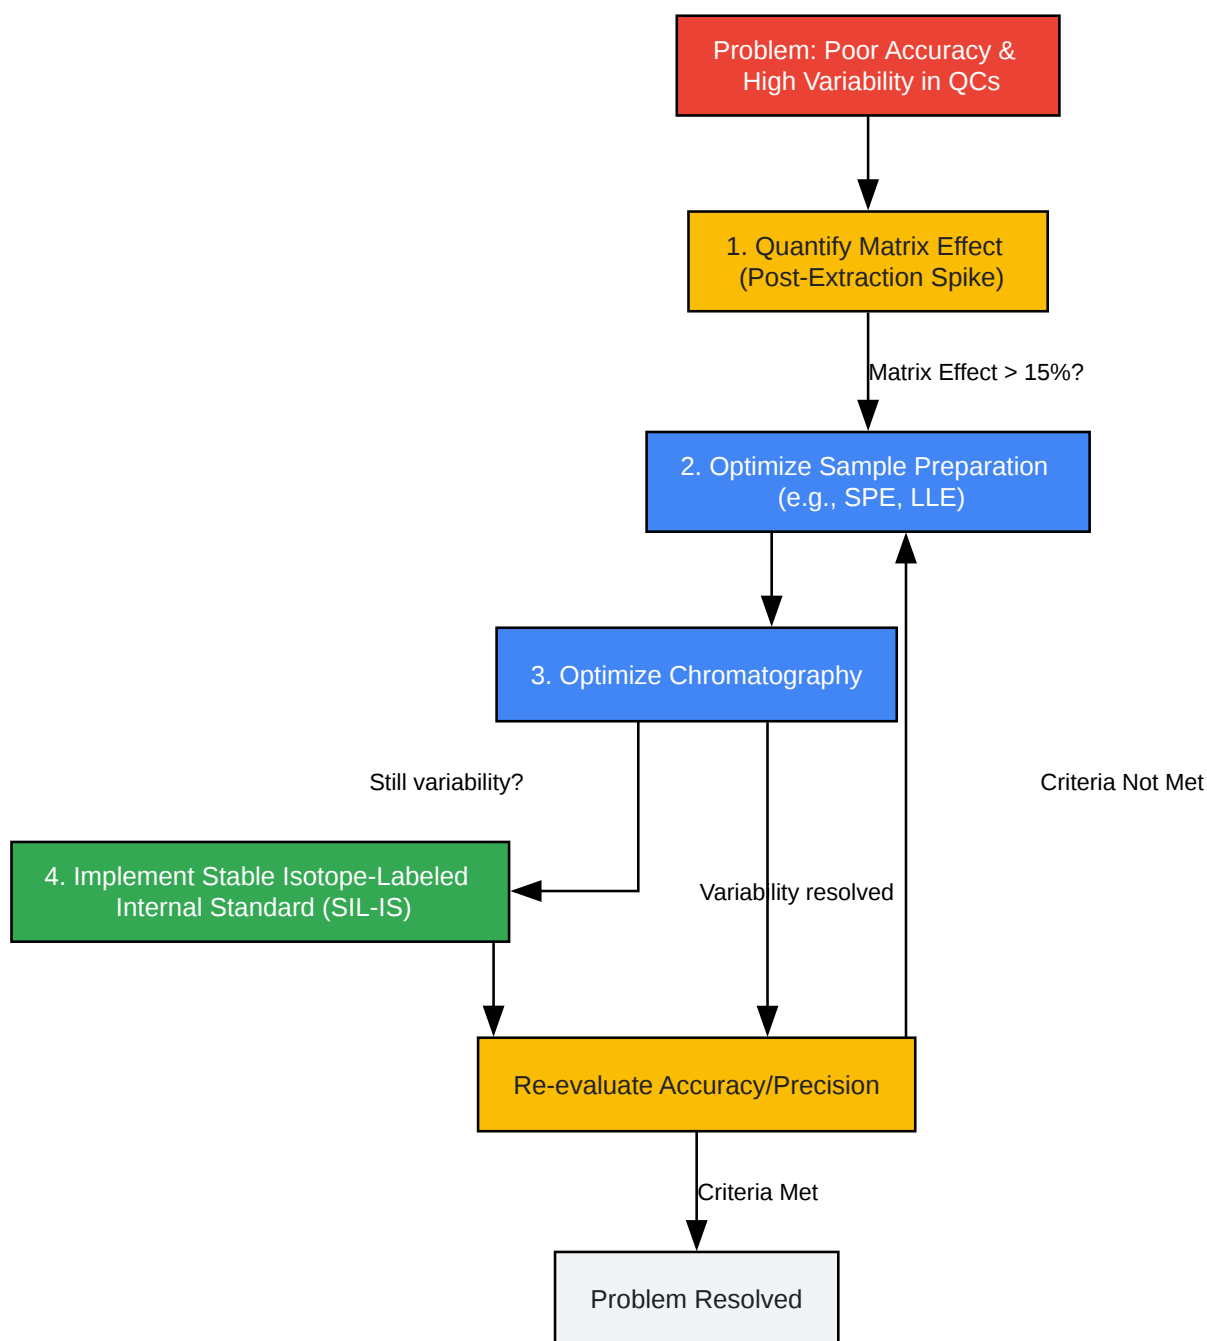 Problem: Poor Accuracy &
High Variability in QCs
1. Quantify Matrix Effect
(Post-Extraction Spike)
Matrix Effect > 15%?
2. Optimize Sample Preparation
(e.g., SPE, LLE)
3. Optimize Chromatography
Still variability?
Criteria Not Met
4. Implement Stable Isotope-Labeled
Internal Standard (SIL-IS)
Variability resolved
Re-evaluate Accuracy/Precision
Criteria Met
Problem Resolved